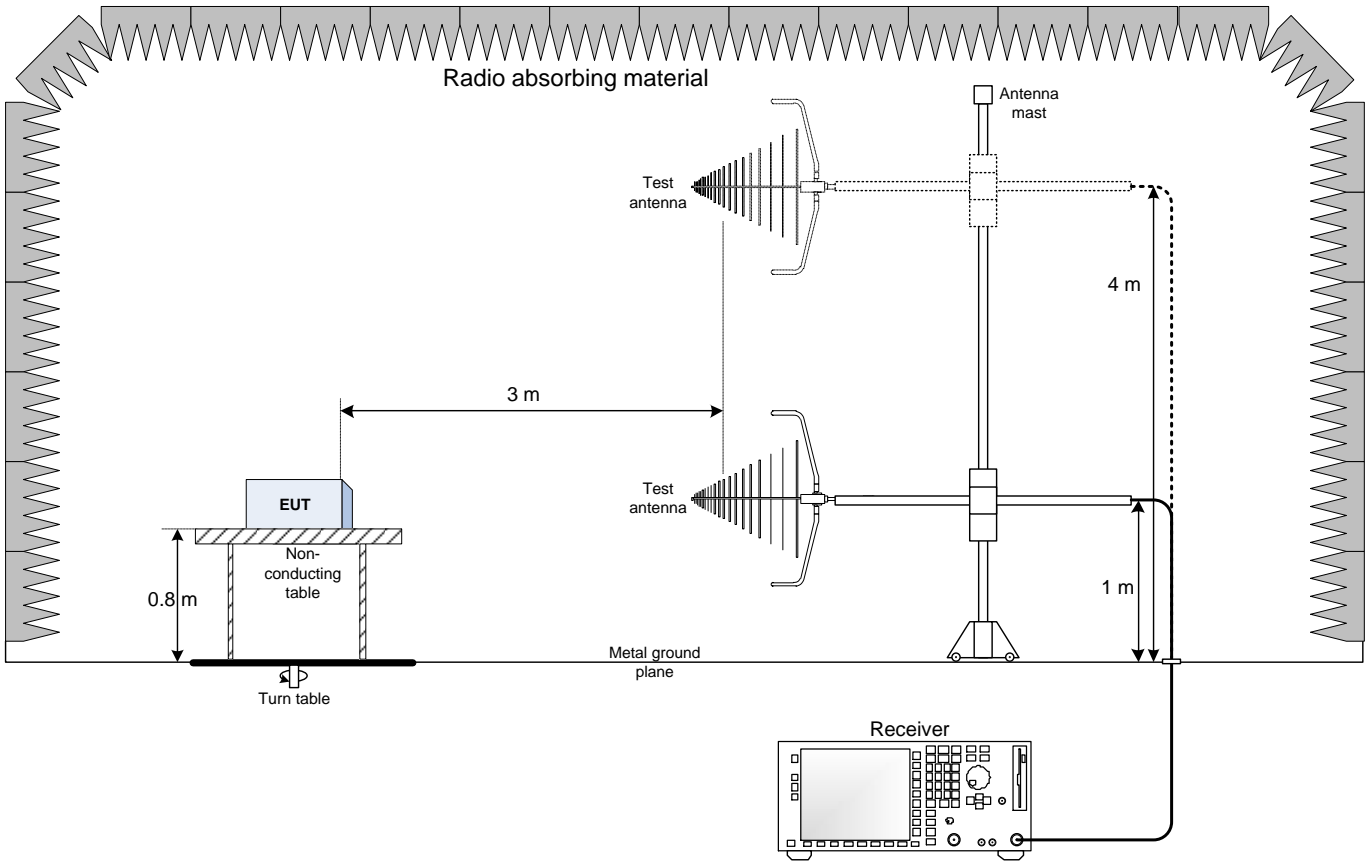 Radio absorbing material
Antenna
mast
Test
antenna
4 m
3 m
Test
antenna
EUT
Non-
conducting
table
0.8 m
1 m
Metal ground
plane
Turn table
Receiver